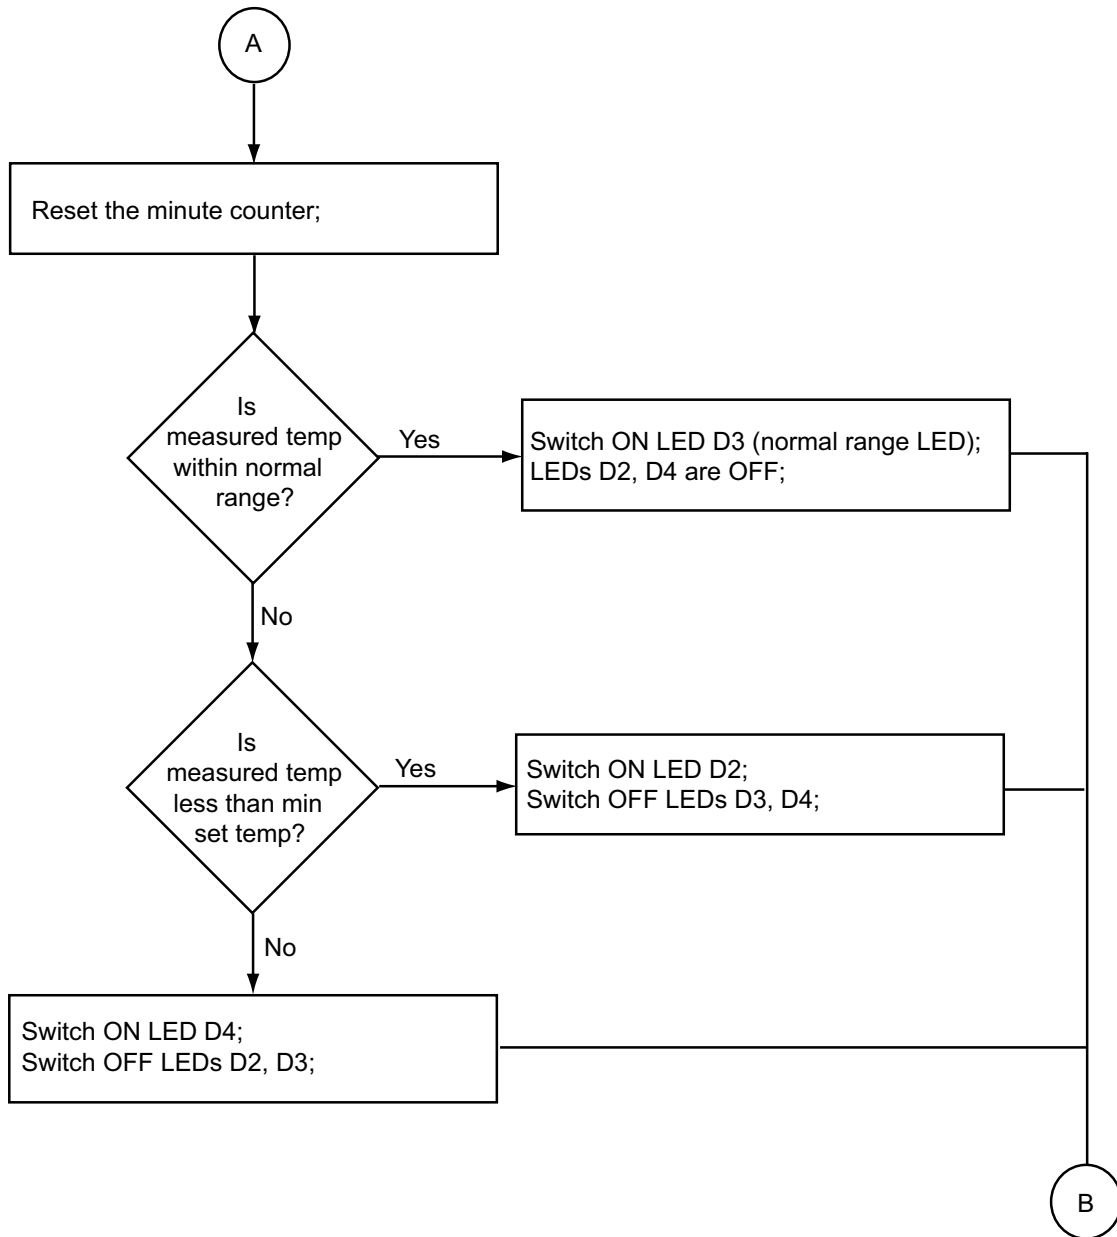 A
Reset the minute counter;
Is
measured temp
within normal
range?
Yes
Switch ON LED D3 (normal range LED);
LEDs D2, D4 are OFF;
No
Is
measured temp
less than min
set temp?
Yes
Switch ON LED D2;
Switch OFF LEDs D3, D4;
No
Switch ON LED D4;
Switch OFF LEDs D2, D3;
B